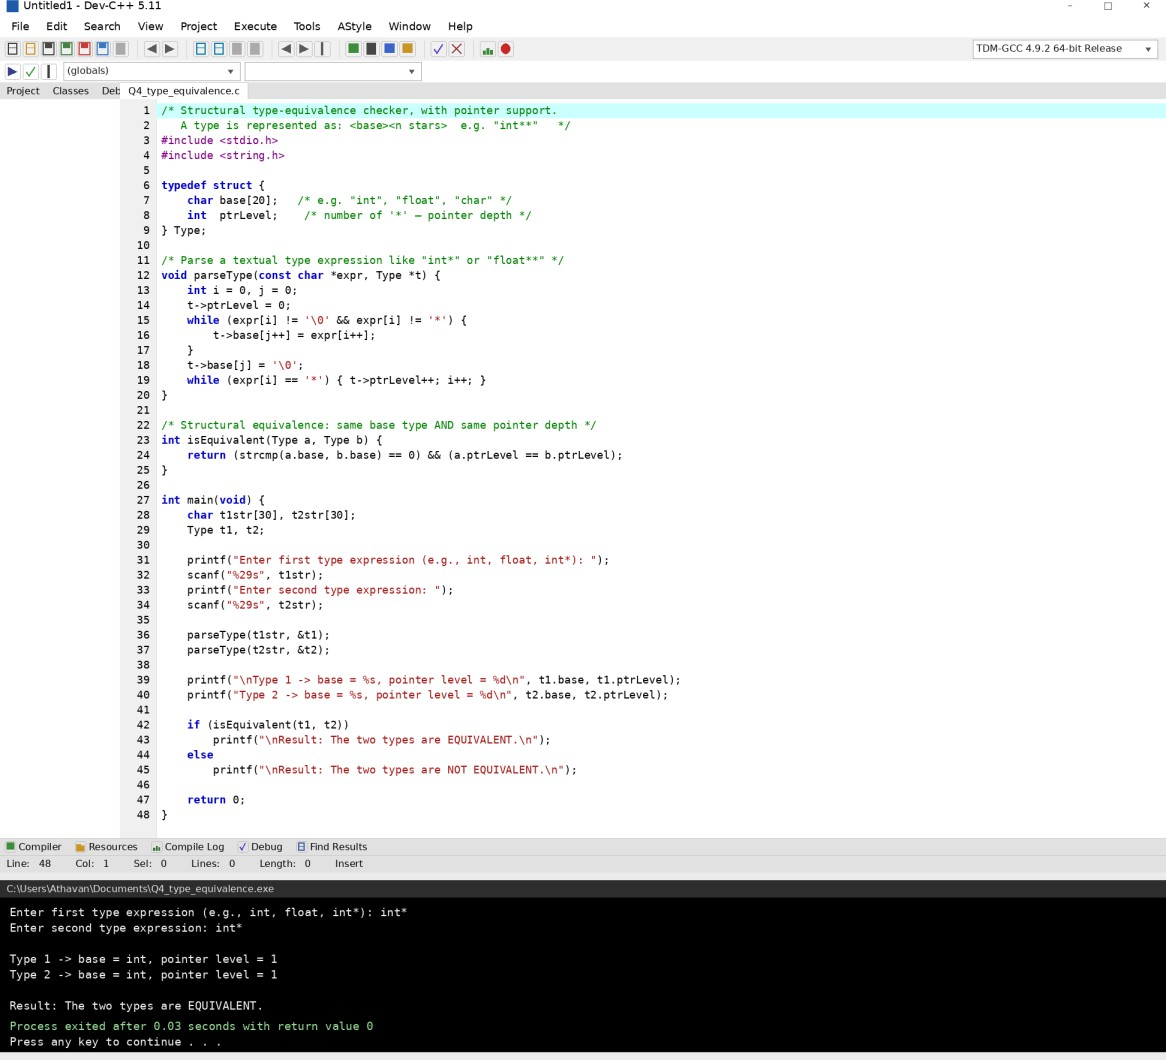 Untitled1 - Dev-C++ 5.11
File Edit Search View Project Execute Tools AStyle Window Help
TDM-GCC 4.9.2 64-bit Release
(globals)
Project Classes Deb Q4_type_equivalence.c
1 /* Structural type-equivalence checker, with pointer support.
2    A type is represented as: <base><n stars>  e.g. "int**"   */
3 #include <stdio.h>
4 #include <string.h>
5
6 typedef struct {
7     char base[20];   /* e.g. "int", "float", "char" */
8     int  ptrLevel;    /* number of '*' — pointer depth */
9 } Type;
10
11 /* Parse a textual type expression like "int*" or "float**" */
12 void parseType(const char *expr, Type *t) {
13     int i = 0, j = 0;
14     t->ptrLevel = 0;
15     while (expr[i] != '\0' && expr[i] != '*') {
16         t->base[j++] = expr[i++];
17     }
18     t->base[j] = '\0';
19     while (expr[i] == '*') { t->ptrLevel++; i++; }
20 }
21
22 /* Structural equivalence: same base type AND same pointer depth */
23 int isEquivalent(Type a, Type b) {
24     return (strcmp(a.base, b.base) == 0) && (a.ptrLevel == b.ptrLevel);
25 }
26
27 int main(void) {
28     char t1str[30], t2str[30];
29     Type t1, t2;
30
31     printf("Enter first type expression (e.g., int, float, int*): ");
32     scanf("%29s", t1str);
33     printf("Enter second type expression: ");
34     scanf("%29s", t2str);
35
36     parseType(t1str, &t1);
37     parseType(t2str, &t2);
38
39     printf("\nType 1 -> base = %s, pointer level = %d\n", t1.base, t1.ptrLevel);
40     printf("Type 2 -> base = %s, pointer level = %d\n", t2.base, t2.ptrLevel);
41
42     if (isEquivalent(t1, t2))
43         printf("\nResult: The two types are EQUIVALENT.\n");
44     else
45         printf("\nResult: The two types are NOT EQUIVALENT.\n");
46
47     return 0;
48 }
Compiler Resources Compile Log Debug Find Results
Line: 48 Col: 1 Sel: 0 Lines: 0 Length: 0 Insert
C:\Users\Athavan\Documents\Q4_type_equivalence.exe
Enter first type expression (e.g., int, float, int*): int*
Enter second type expression: int*
Type 1 -> base = int, pointer level = 1
Type 2 -> base = int, pointer level = 1
Result: The two types are EQUIVALENT.
Process exited after 0.03 seconds with return value 0
Press any key to continue . . .